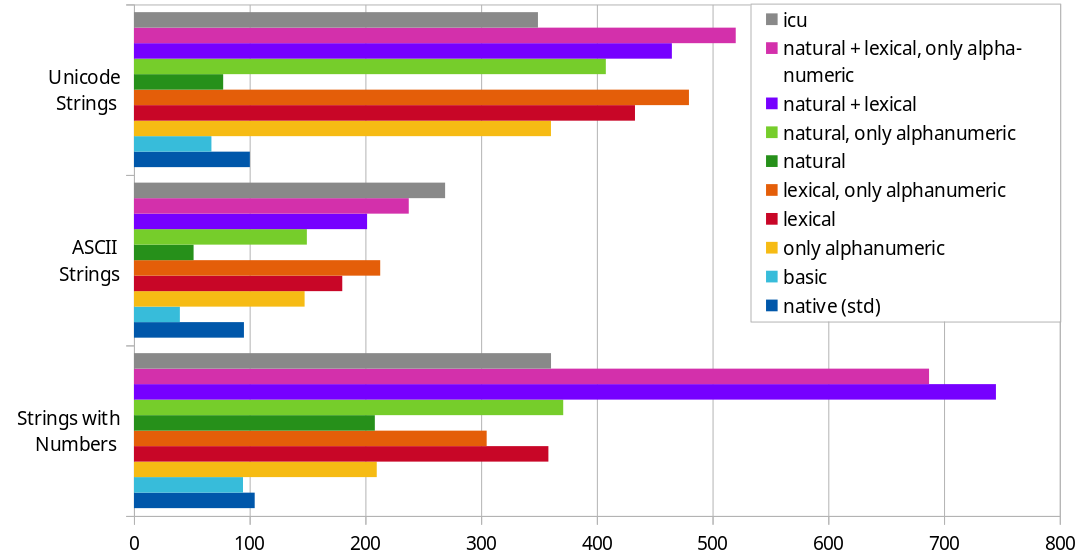 icu
natural + lexical, only alpha-
numeric
natural + lexical
natural, only alphanumeric
natural
lexical, only alphanumeric
lexical
only alphanumeric
basic
native (std)
Unicode
Strings
ASCII
Strings
Strings with
Numbers
0 100 200 300 400 500 600 700 800